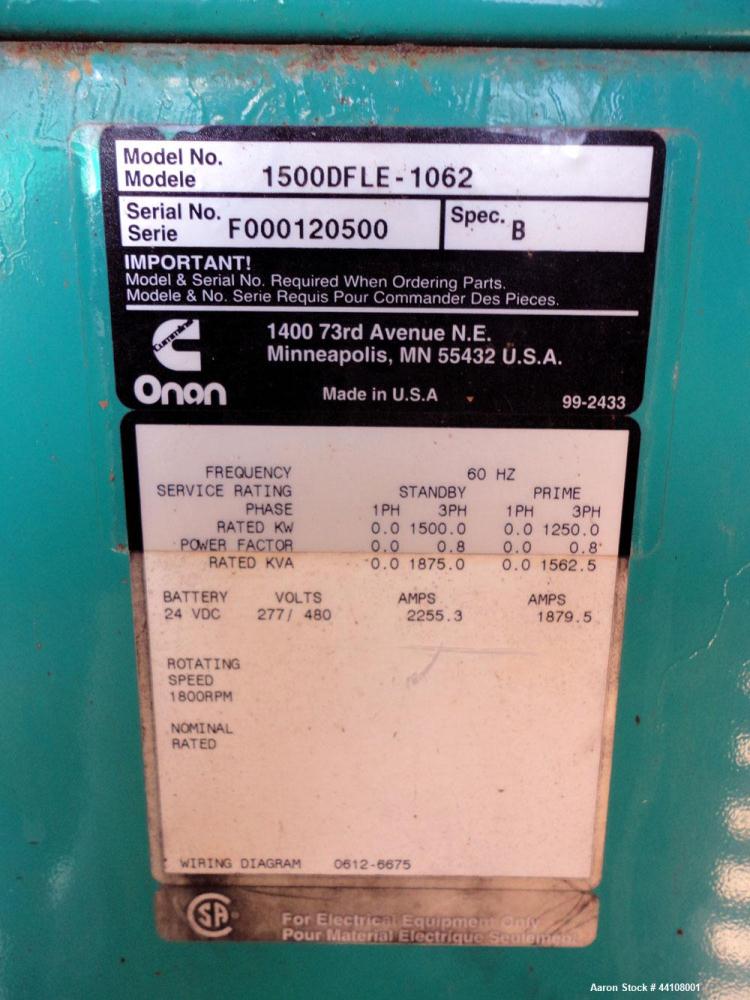 Model No.
Modele 1500DFLE-1062
Serial No.
Serie F000120500 Spec. B
IMPORTANT!
Model & Serial No. Required When Ordering Parts.
Modele & No. Serie Requis Pour Commander Des Pieces.
Cummins
Onan
1400 73rd Avenue N.E.
Minneapolis, MN 55432 U.S.A.
Made in U.S.A 99-2433
FREQUENCY 60 HZ
SERVICE RATING STANDBY PRIME
PHASE 1PH 3PH 1PH 3PH
RATED KW 0.0 1500.0 0.0 1250.0
POWER FACTOR 0.0 0.8 0.0 0.8
RATED KVA 0.0 1875.0 0.0 1562.5
BATTERY VOLTS AMPS AMPS
24 VDC 277/ 480 2255.3 1879.5
ROTATING
SPEED
1800RPM
NOMINAL
RATED
WIRING DIAGRAM 0612-6675
SA
For Electrical Equipment Only
Pour Material Electrique Seulement
Aaron Stock # 44108001